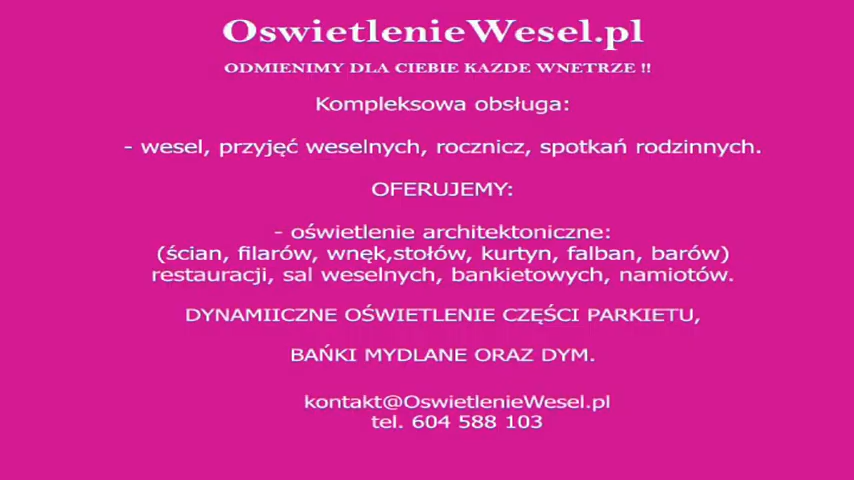 OswietlenieWesel.pl
ODMIENIMY DLA CIEBIE KAZDE WNETRZE !!
Kompleksowa obsługa:
- wesel, przyjęć weselnych, rocznicz, spotkań rodzinnych.
OFERUJEMY:
- oświetlenie architektoniczne:
(ścian, filarów, wnęk,stołów, kurtyn, falban, barów)
restauracji, sal weselnych, bankietowych, namiotów.
DYNAMIICZNE OŚWIETLENIE CZĘŚCI PARKIETU,
BAŃKI MYDLANE ORAZ DYM.
kontakt@OswietlenieWesel.pl
tel. 604 588 103